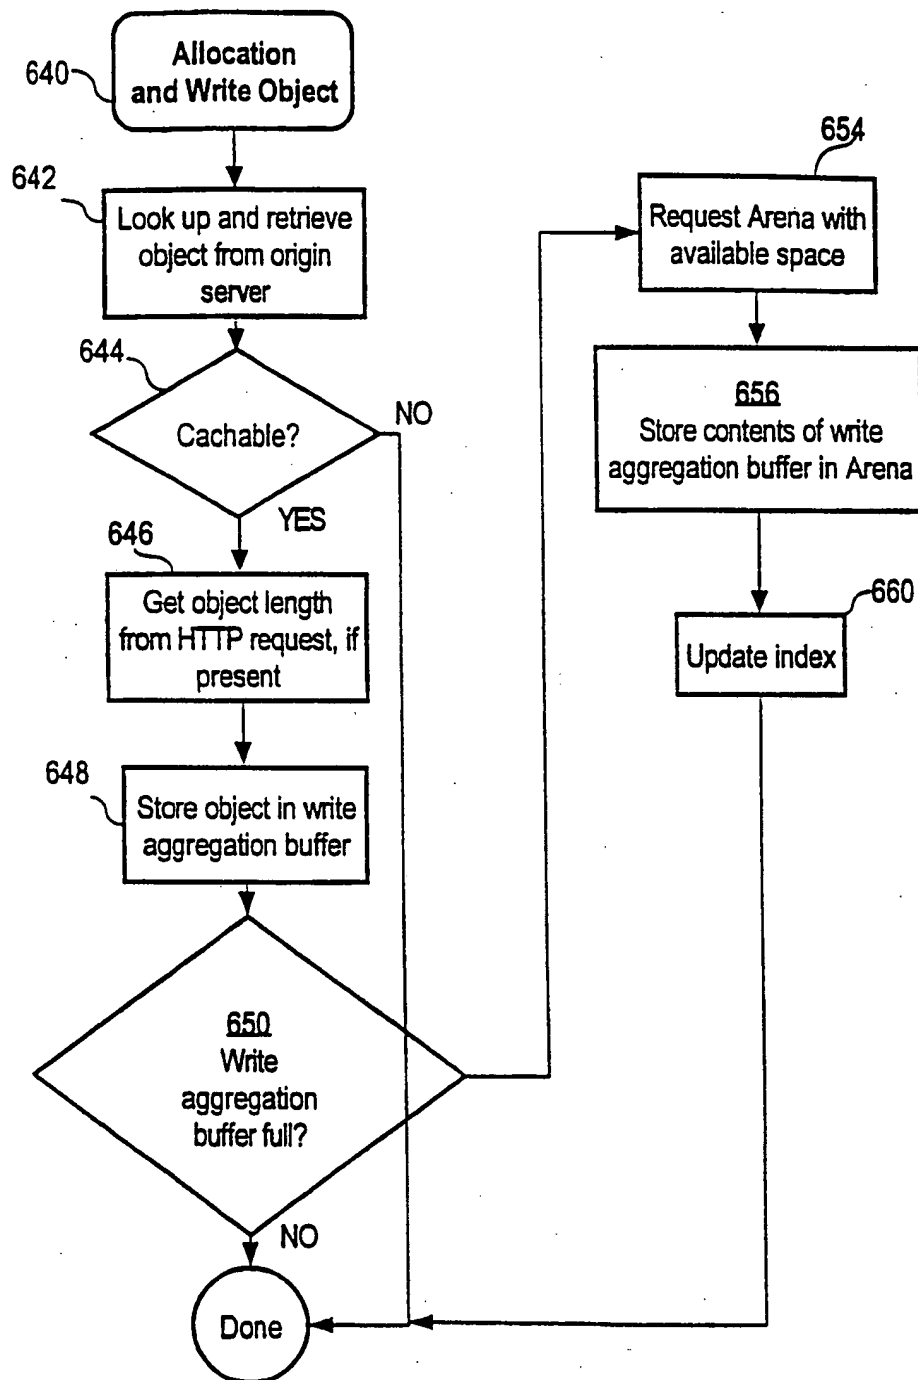 640
Allocation
and Write Object
642
Look up and retrieve
object from origin
server
644
Cachable?
NO
YES
646
Get object length
from HTTP request, if
present
648
Store object in write
aggregation buffer
650
Write
aggregation
buffer full?
NO
Done
654
Request Arena with
available space
656
Store contents of write
aggregation buffer in Arena
660
Update index